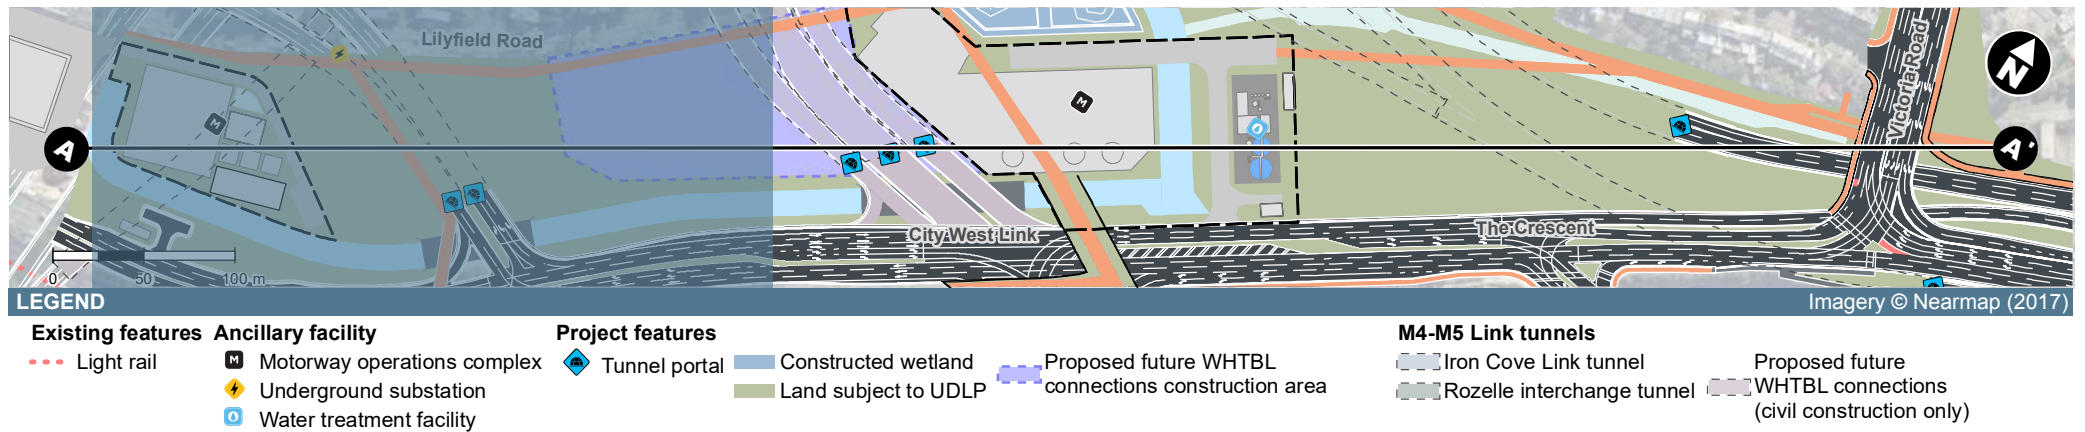 Lilyfield Road
Victoria Road
N
M
M
A
A'
City West Link
The Crescent
0 50 100 m
LEGEND
Imagery © Nearmap (2017)
Existing features
Light rail
Ancillary facility
M Motorway operations complex
Underground substation
Water treatment facility
Project features
Tunnel portal
Constructed wetland
Land subject to UDLP
Proposed future WHTBL
connections construction area
M4-M5 Link tunnels
Iron Cove Link tunnel
Rozelle interchange tunnel
Proposed future
WHTBL connections
(civil construction only)